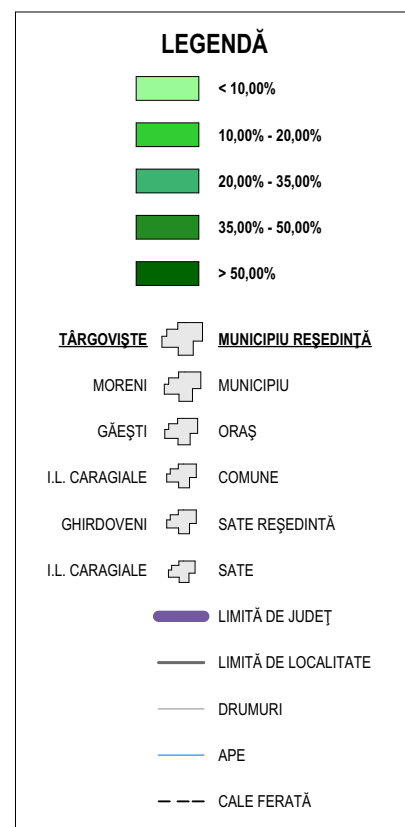 LEGENDĂ
< 10,00%
10,00% - 20,00%
20,00% - 35,00%
35,00% - 50,00%
> 50,00%
TÂRGOVIŞTE MUNICIPIU REŞEDINŢĂ
MORENI MUNICIPIU
GĂEŞTI ORAŞ
I.L. CARAGIALE COMUNE
GHIRDOVENI SATE REŞEDINTĂ
I.L. CARAGIALE SATE
LIMITĂ DE JUDEŢ
LIMITĂ DE LOCALITATE
DRUMURI
APE
CALE FERATĂ